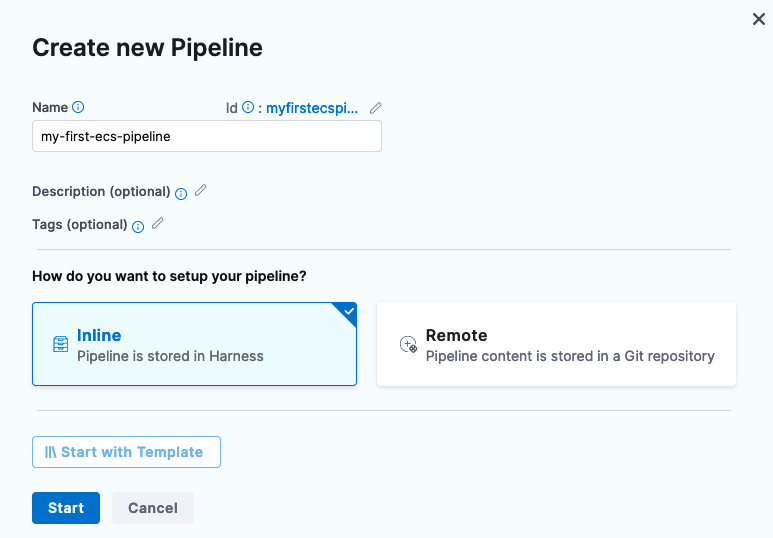 Create new Pipeline
Name Id : myfirstecspi...
my-first-ecs-pipeline
Description (optional)
Tags (optional)
How do you want to setup your pipeline?
Inline
Pipeline is stored in Harness
Remote
Pipeline content is stored in a Git repository
Start with Template
Start Cancel